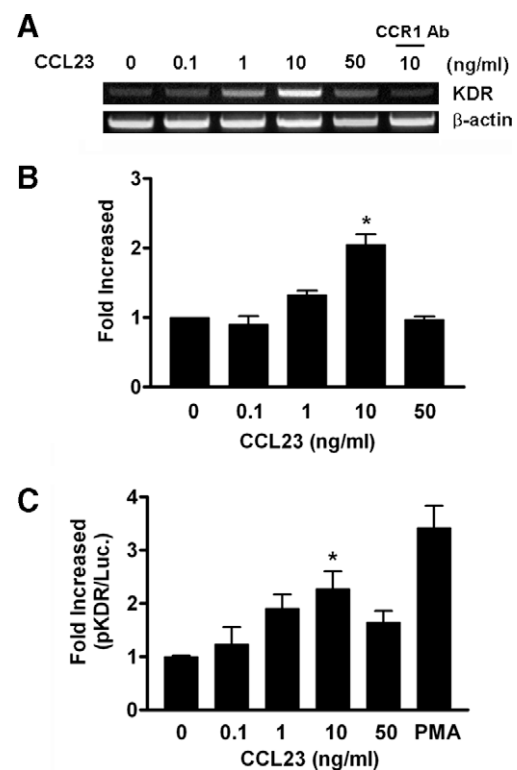 A
CCR1 Ab
CCL23 0 0.1 1 10 50 10 (ng/ml)
KDR
β-actin
B
Fold Increased
3
2
1
0
*
0 0.1 1 10 50
CCL23 (ng/ml)
C
Fold Increased
(pKDR/Luc.)
4
3
2
1
0
*
0 0.1 1 10 50 PMA
CCL23 (ng/ml)